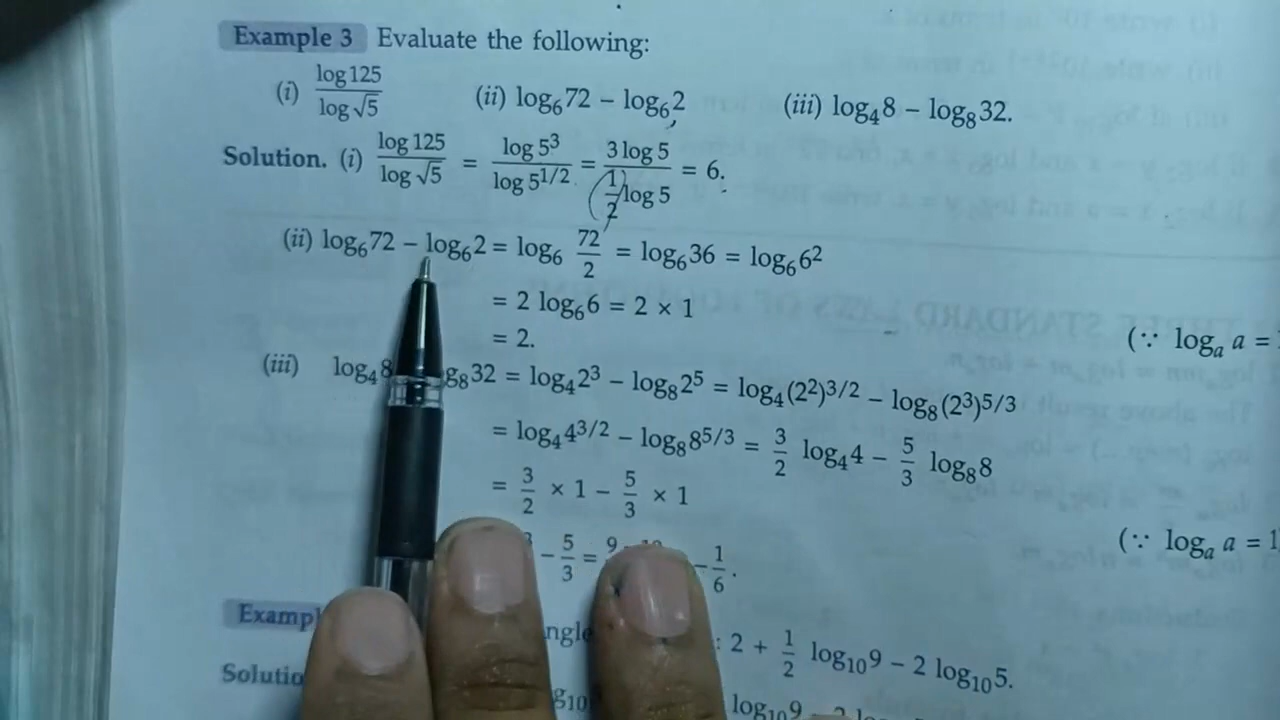 Example 3 Evaluate the following:
(i) log 125 / log √5 (ii) log₆72 − log₆2 (iii) log₄8 − log₈32.
Solution. (i) log 125 / log √5 = log 5³ / log 5^1/2 = 3 log 5 / (1/2 log 5 = 6.
(ii) log₆72 − log₆2 = log₆ 72/2 = log₆36 = log₆6²
= 2 log₆6 = 2 × 1
= 2. (∵ logₐ a =
(iii) log₄8 g₈32 = log₄2³ − log₈2⁵ = log₄(2²)^3/2 − log₈(2³)^5/3
= log₄4^3/2 − log₈8^5/3 = 3/2 log₄4 − 5/3 log₈8
= 3/2 × 1 − 5/3 × 1 (∵ logₐ a = 1
− 5/3 = − 1/6.
Exampl ngle : 2 + 1/2 log₁₀9 − 2 log₁₀5.
Solutio g₁₀ log₁₀9